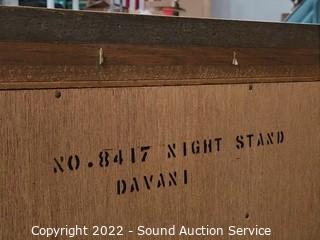 NO. 8417 NIGHT STAND
DAVANI
Copyright 2022 - Sound Auction Service